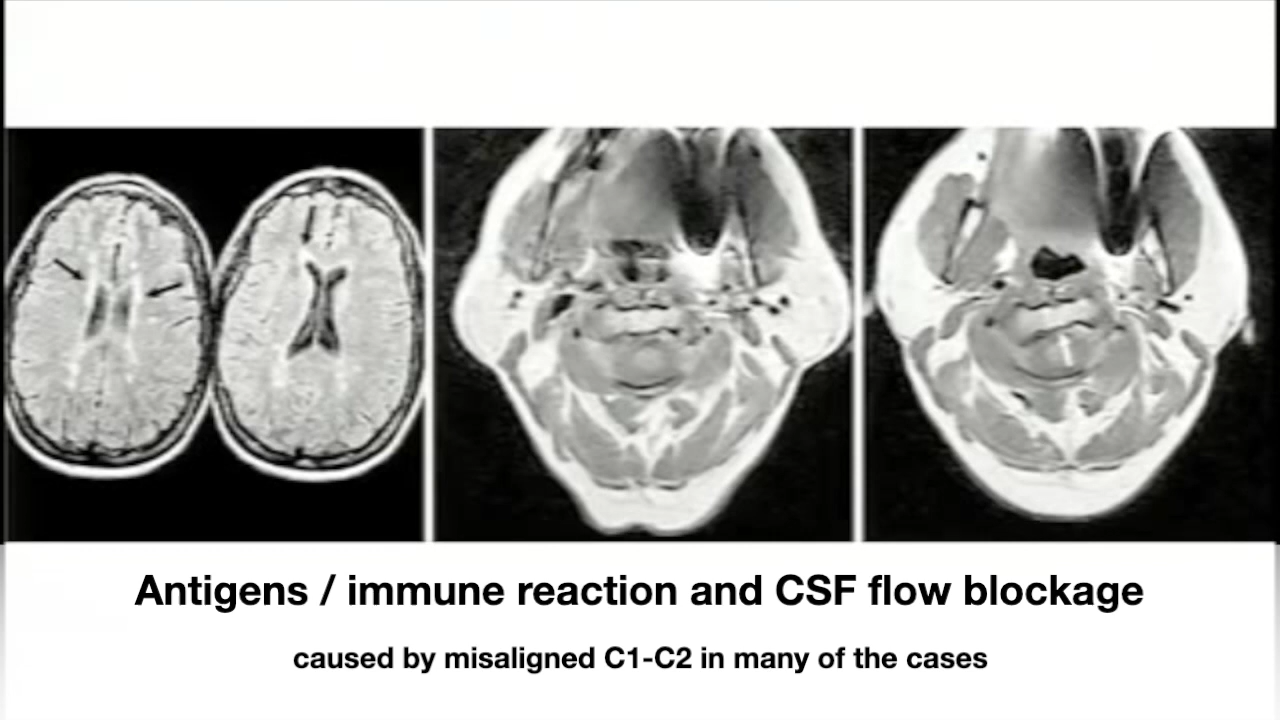 Antigens / immune reaction and CSF flow blockage
caused by misaligned C1-C2 in many of the cases